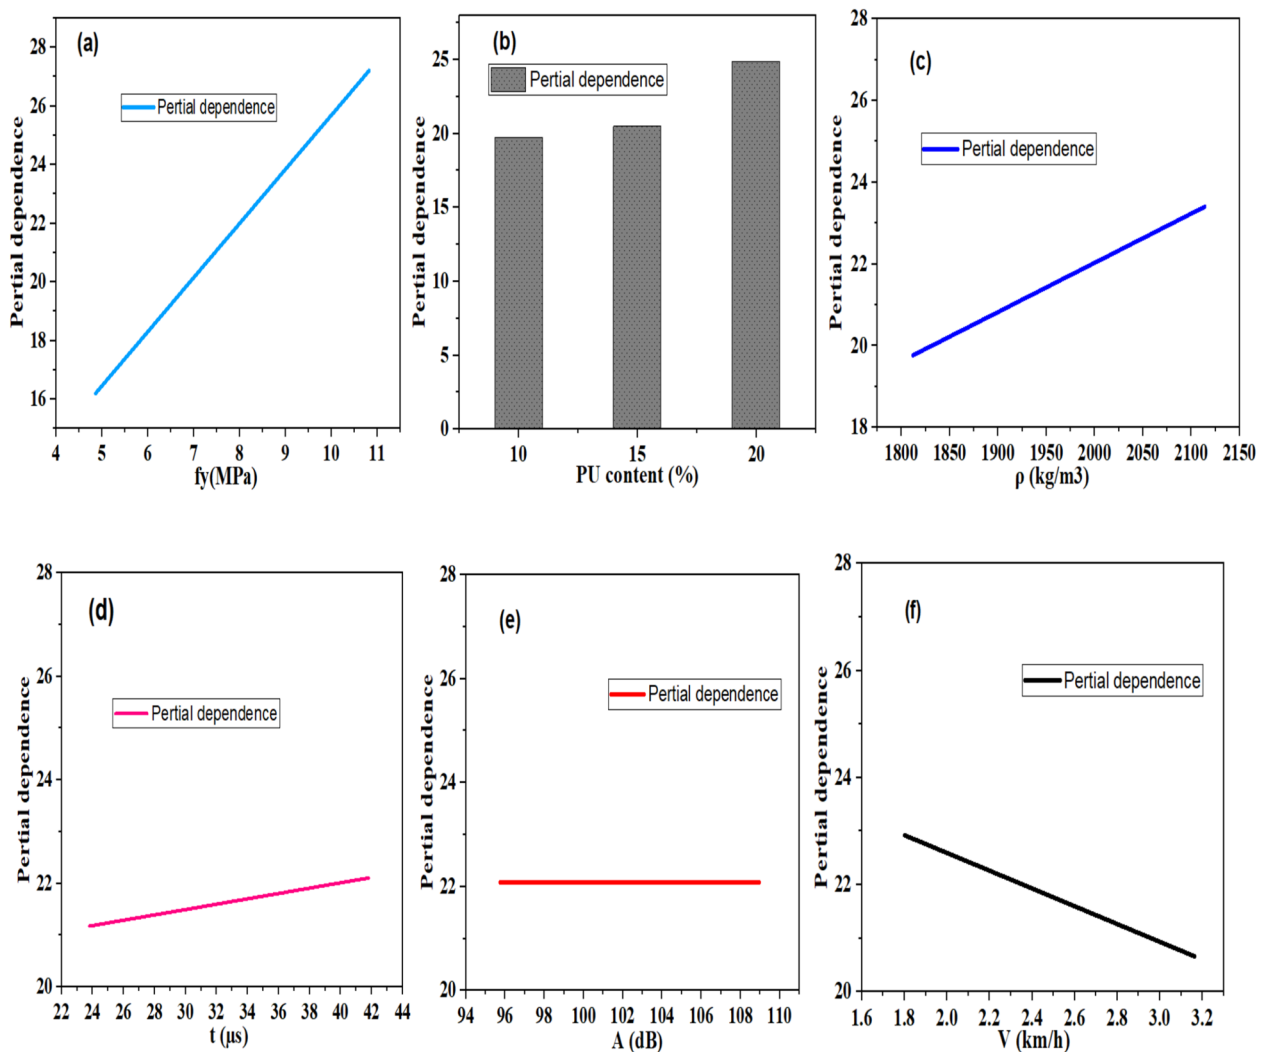 (a)
Pertial dependence
Pertial dependence
28
26
24
22
20
18
16
4 5 6 7 8 9 10 11
fy(MPa)
(b)
Pertial dependence
Pertial dependence
25
20
15
10
5
0
10 15 20
PU content (%)
(c)
Pertial dependence
Pertial dependence
28
26
24
22
20
18
1800 1850 1900 1950 2000 2050 2100 2150
ρ (kg/m3)
(d)
Pertial dependence
Pertial dependence
28
26
24
22
20
22 24 26 28 30 32 34 36 38 40 42 44
t (μs)
(e)
Pertial dependence
Pertial dependence
28
26
24
22
20
94 96 98 100 102 104 106 108 110
A (dB)
(f)
Pertial dependence
Pertial dependence
28
26
24
22
20
1.6 1.8 2.0 2.2 2.4 2.6 2.8 3.0 3.2
V (km/h)